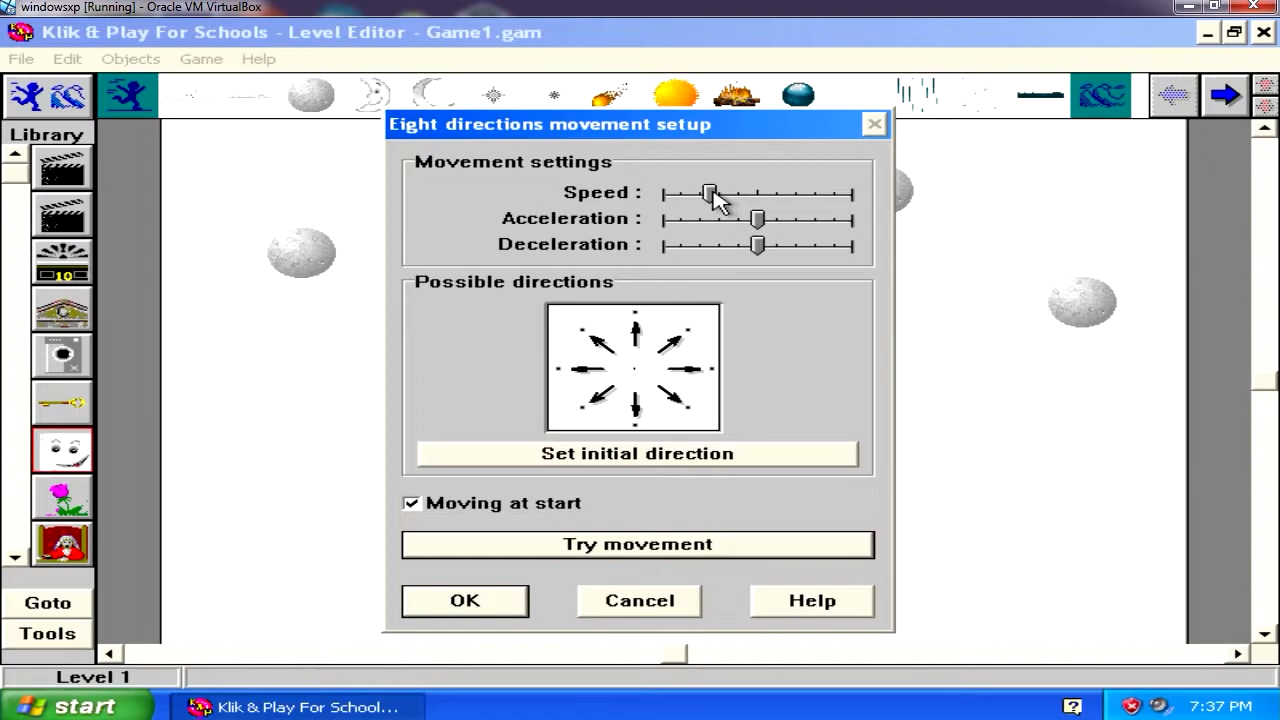 windowsxp [Running] - Oracle VM VirtualBox
Klik & Play For Schools - Level Editor - Game1.gam
File Edit Objects Game Help
Library
10
Eight directions movement setup
Movement settings
Speed :
Acceleration :
Deceleration :
Possible directions
Set initial direction
Moving at start
Try movement
OK Cancel Help
Goto
Tools
Level 1
start Klik & Play For School... ? 7:37 PM